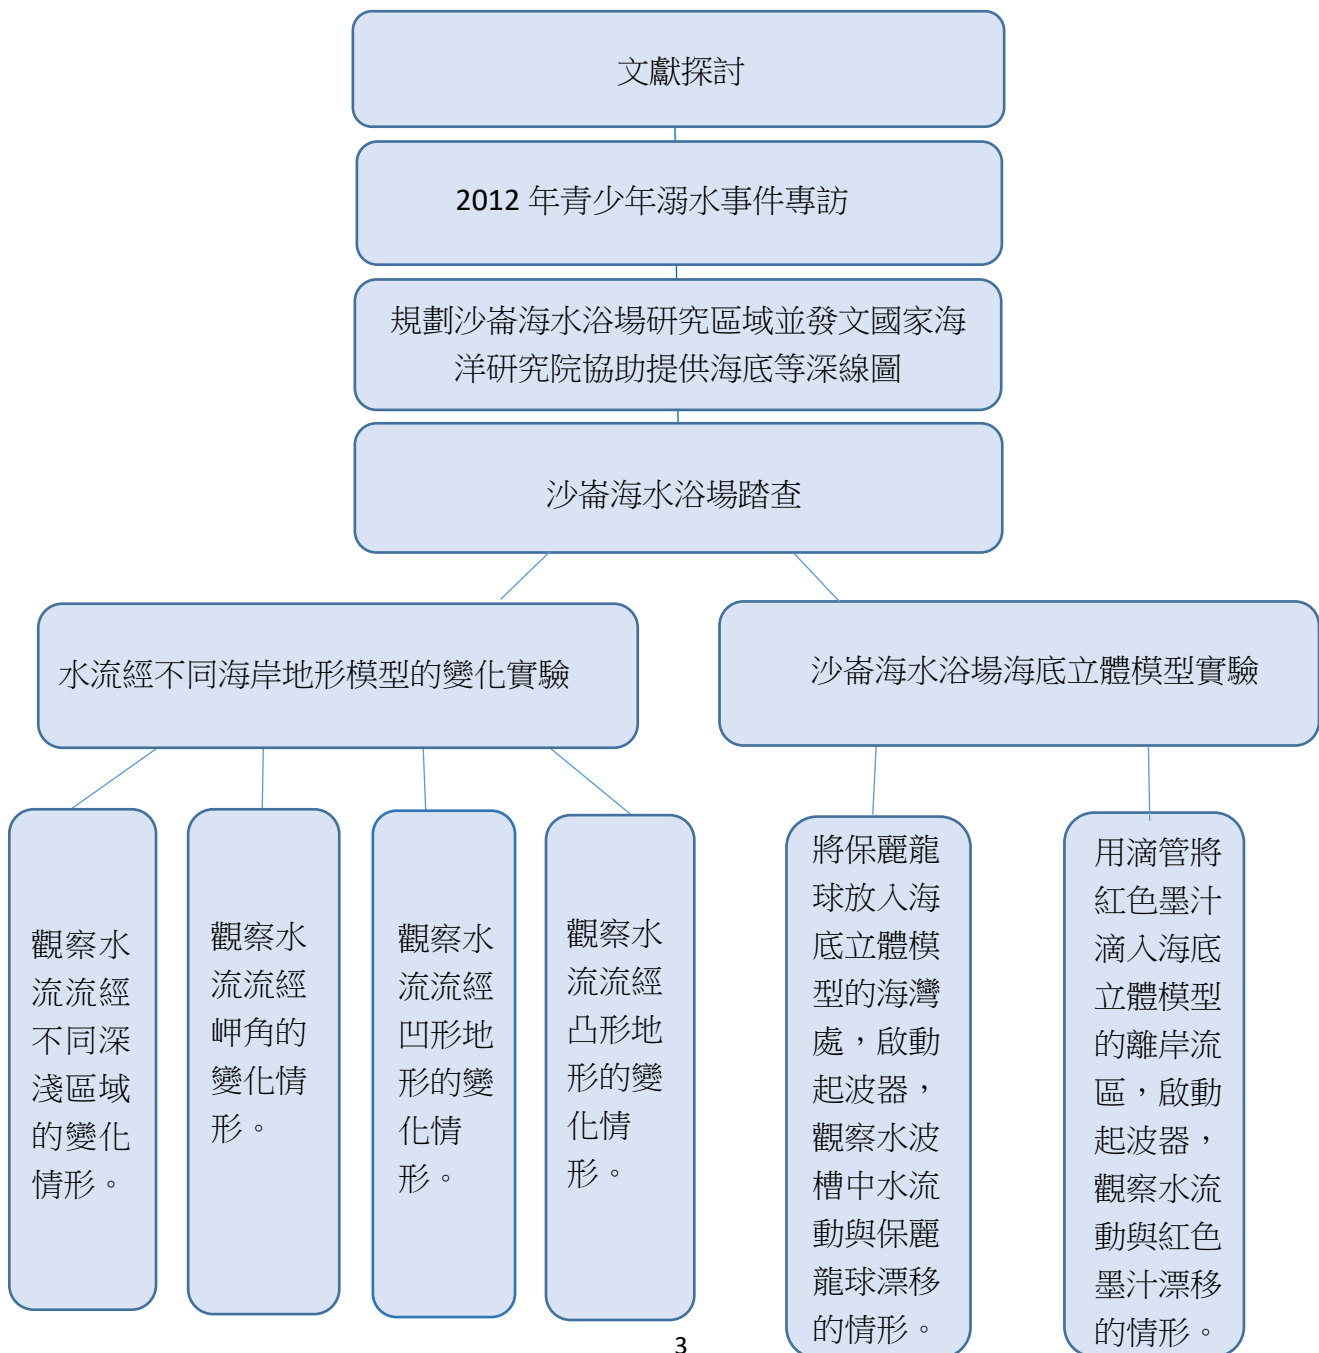 文獻探討
2012 年青少年溺水事件專訪
規劃沙崙海水浴場研究區域並發文國家海
洋研究院協助提供海底等深線圖
沙崙海水浴場踏查
水流經不同海岸地形模型的變化實驗
沙崙海水浴場海底立體模型實驗
觀察水
流流經
不同深
淺區域
的變化
情形。
觀察水
流流經
岬角的
變化情
形。
觀察水
流流經
凹形地
形的變
化情
形。
觀察水
流流經
凸形地
形的變
化情
形。
將保麗龍
球放入海
底立體模
型的海灣
處，啟動
起波器，
觀察水波
槽中水流
動與保麗
龍球漂移
的情形。
用滴管將
紅色墨汁
滴入海底
立體模型
的離岸流
區，啟動
起波器，
觀察水流
動與紅色
墨汁漂移
的情形。
3